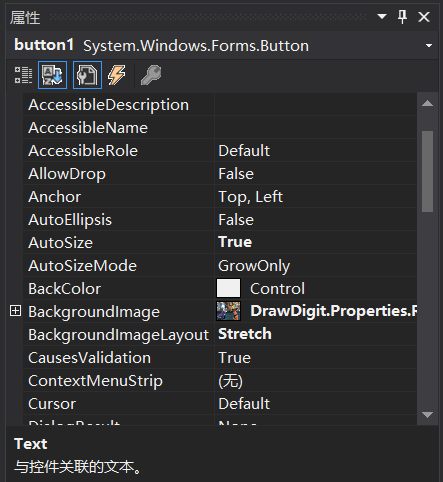 属性
button1 System.Windows.Forms.Button
AccessibleDescription
AccessibleName
AccessibleRole Default
AllowDrop False
Anchor Top, Left
AutoEllipsis False
AutoSize True
AutoSizeMode GrowOnly
BackColor Control
BackgroundImage DrawDigit.Properties.R
BackgroundImageLayout Stretch
CausesValidation True
ContextMenuStrip (无)
Cursor Default
DialogResult None
Text
与控件关联的文本。